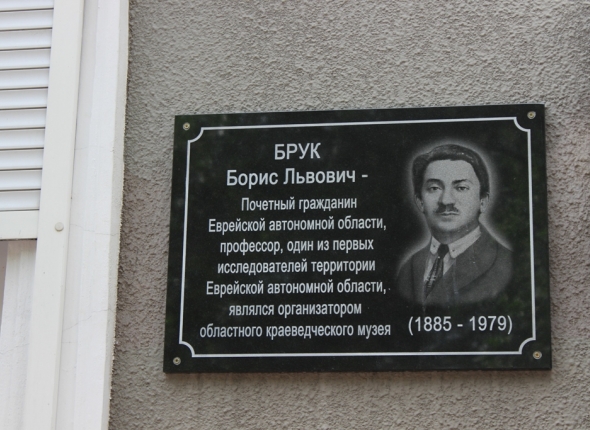 БРУК
Борис Львович -
Почетный гражданин
Еврейской автономной области,
профессор, один из первых
исследователей территории
Еврейской автономной области,
являлся организатором
областного краеведческого музея
(1885 - 1979)